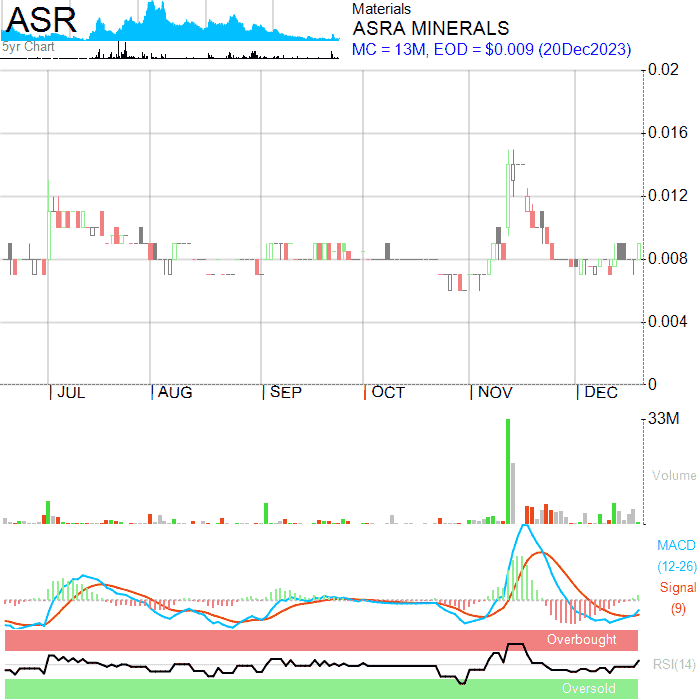 ASR
5yr Chart
Materials
ASRA MINERALS
MC = 13M, EOD = $0.009 (20Dec2023)
0.02
0.016
0.012
0.008
0.004
0
JUL AUG SEP OCT NOV DEC
33M
Volume
MACD
(12-26)
Signal
(9)
Overbought
RSI(14)
Oversold